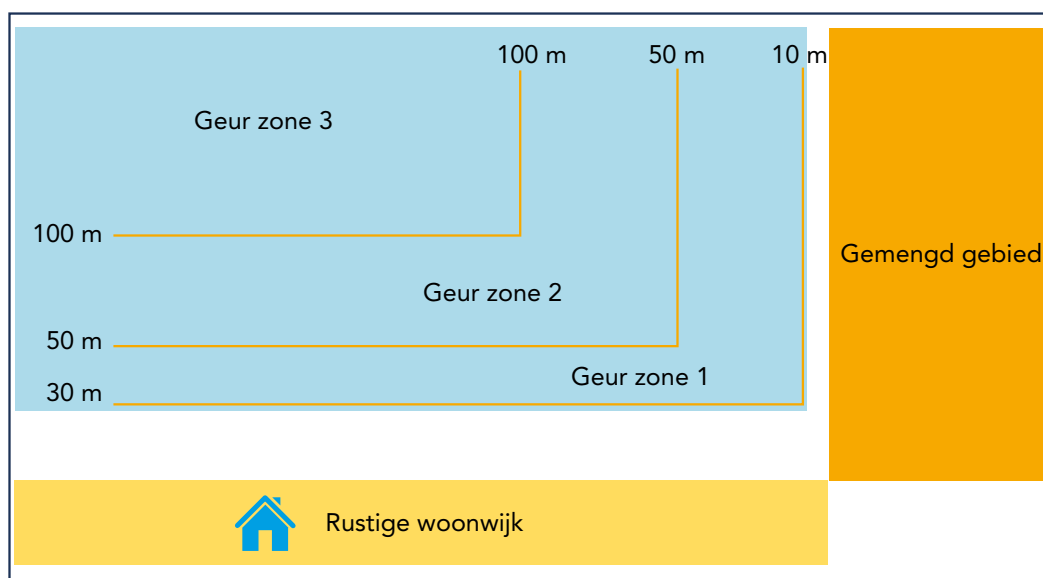 100 m
50 m
10 m
Geur zone 3
100 m
Gemengd gebied
Geur zone 2
50 m
Geur zone 1
30 m
Rustige woonwijk